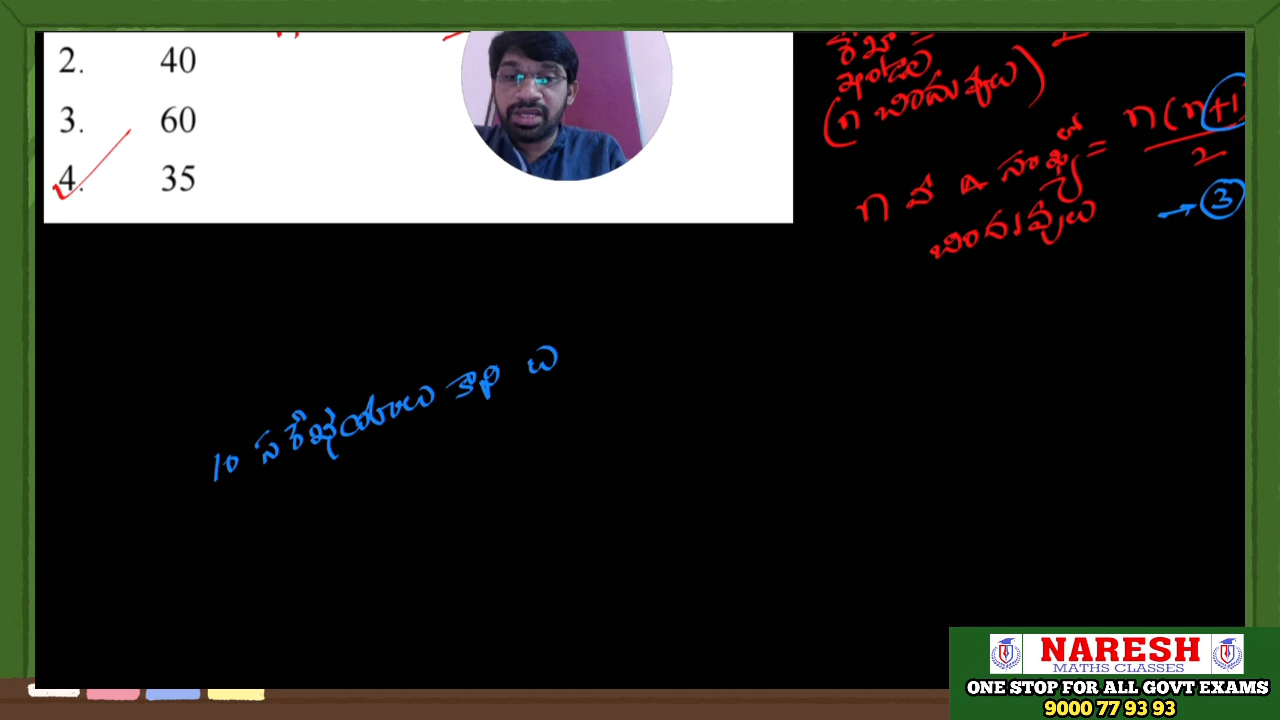 2. 40
3. 60
4. 35
రేఖా =
ఖండాల
(n బిందువులు)
n వ Δ సంఖ్యలో = n(n+1)/2
బిందువులు → 3
10 సరేఖీయాలు కాని బ
NARESH
MATHS CLASSES
ONE STOP FOR ALL GOVT EXAMS
9000 77 93 93